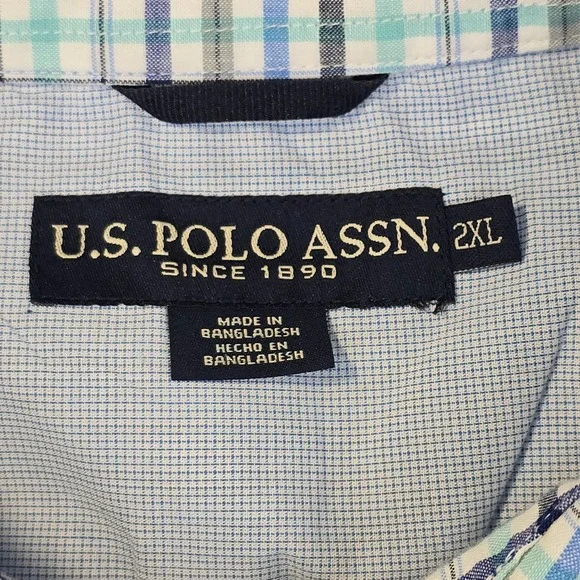 U.S. POLO ASSN.
SINCE 1890
2XL
MADE IN
BANGLADESH
HECHO EN
BANGLADESH